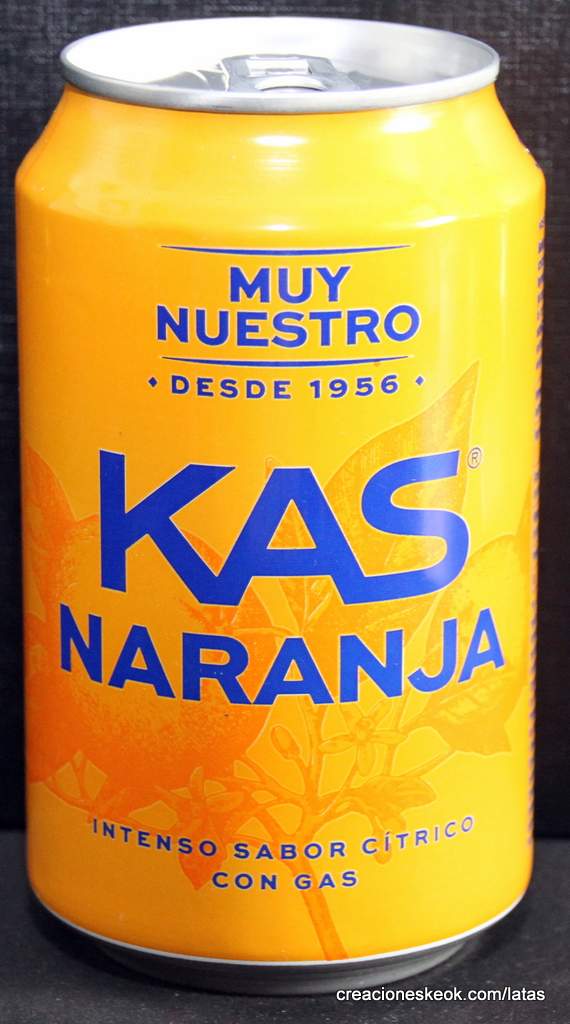 MUY
NUESTRO
• DESDE 1956 •
KAS®
NARANJA
INTENSO SABOR CÍTRICO
CON GAS
creacioneskeok.com/latas